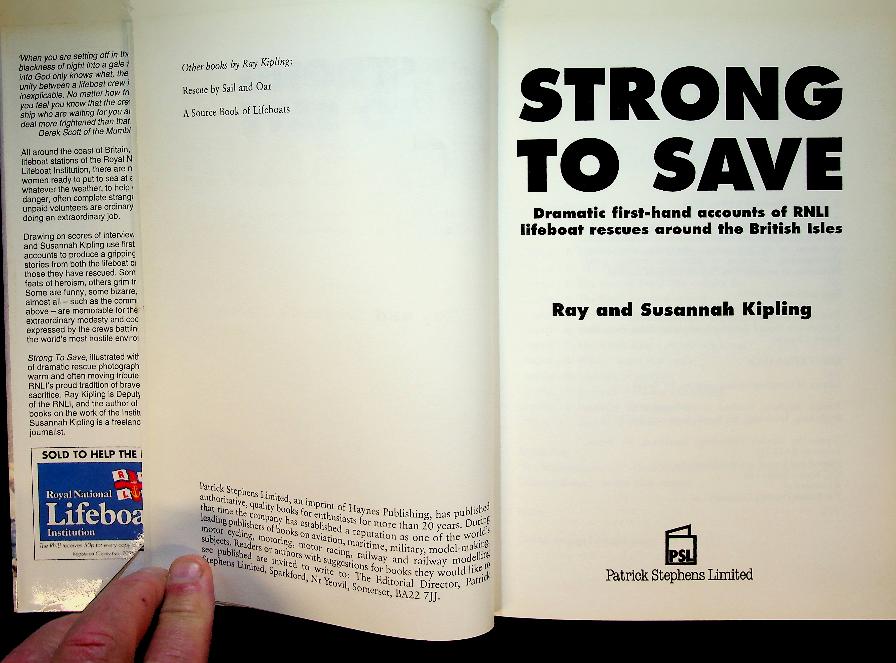 'When you are setting off in the
blackness of night into a gale
into God only knows what, the
unity between a lifeboat crew
inexplicable. No matter how
you feel you know that the
ship who are waiting for you
deal more frightened than that
Derek Scott of the
All around the coast of Britain,
lifeboat stations of the Royal
Lifeboat Institution, there are
women ready to put to sea at
whatever the weather, to help
danger, often complete
unpaid volunteers are ordinary
doing an extraordinary job.
Drawing on scores of
and Susannah Kipling use first
accounts to produce a gripping
stories from both the lifeboat
those they have rescued.
feats of heroism, others grim
Some are funny, some bizarre,
almost all – such as the
above – are memorable for the
extraordinary modesty and
expressed by the crews
the world's most hostile
Strong To Save, illustrated with
of dramatic rescue
warm and often moving tribute
RNLI's proud tradition of
sacrifice. Ray Kipling is Deputy
of the RNLI, and the author of
books on the work of the
Susannah Kipling is a
journalist.
SOLD TO HELP THE
R
L
Royal National
Lifeboa
Institution
Other books by Ray Kipling:
Rescue by Sail and Oar
A Source Book of Lifeboats
Patrick Stephens Limited, an imprint of Haynes Publishing, has published
authoritative, quality books for enthusiasts for more than 20 years. During
that time the company has established a reputation as one of the world's
leading publishers of books on aviation, maritime, military, model-making,
motor cycling, motoring, motor racing, railway and railway modelling
subjects. Readers or authors with suggestions for books they would like to
see published are invited to write to: The Editorial Director, Patrick
Stephens Limited, Sparkford, Nr Yeovil, Somerset, BA22 7JJ.
STRONG
TO SAVE
Dramatic first-hand accounts of RNLI
lifeboat rescues around the British Isles
Ray and Susannah Kipling
PSL
Patrick Stephens Limited